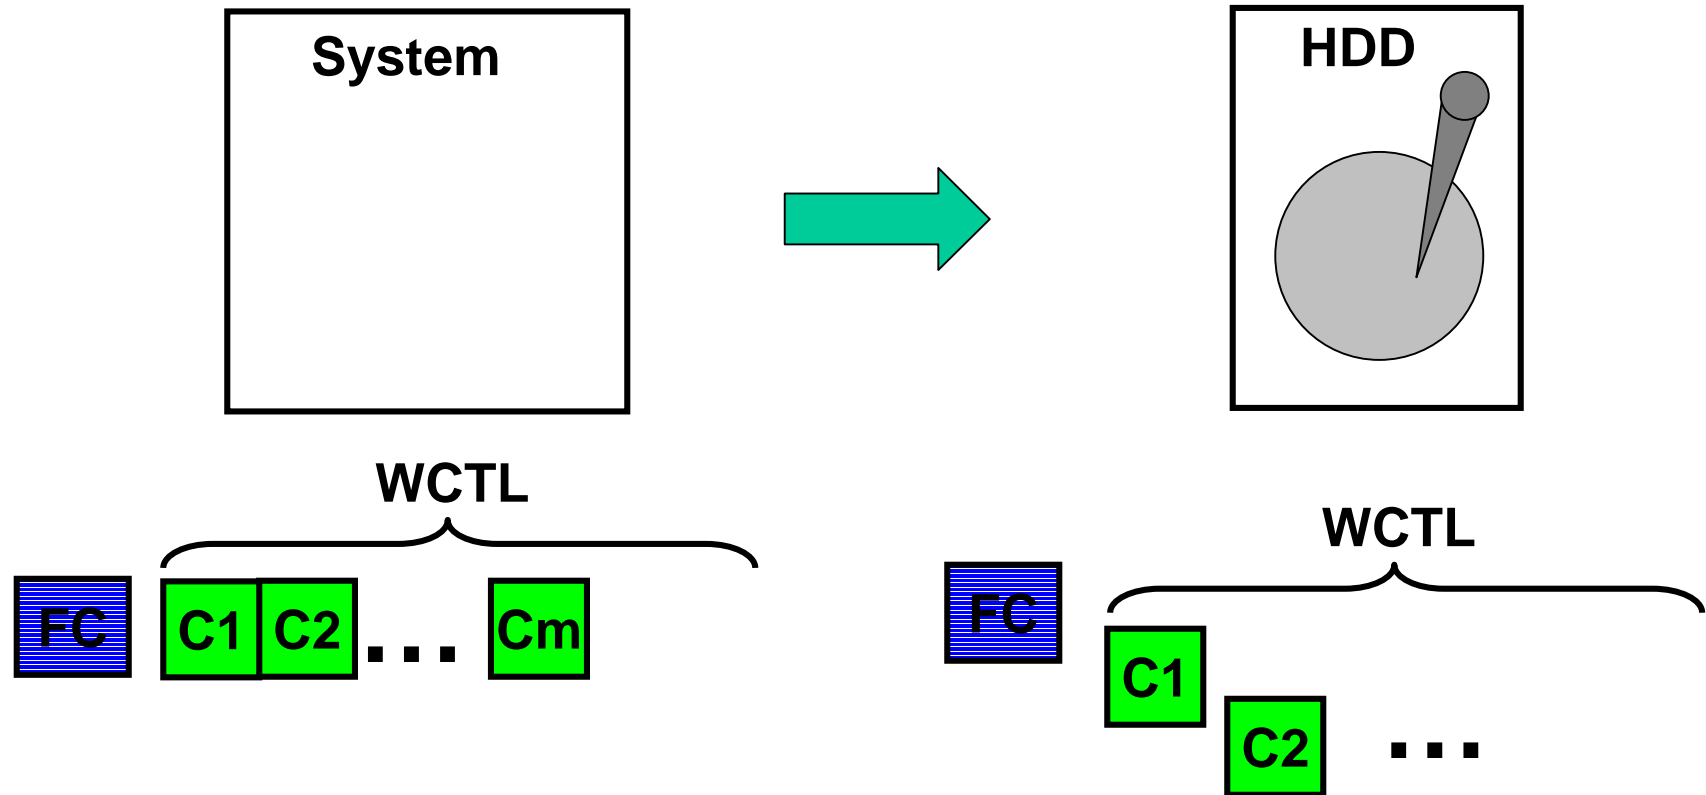 System
HDD
WCTL
FC C1 C2 ... Cm
WCTL
FC
C1
C2 ...